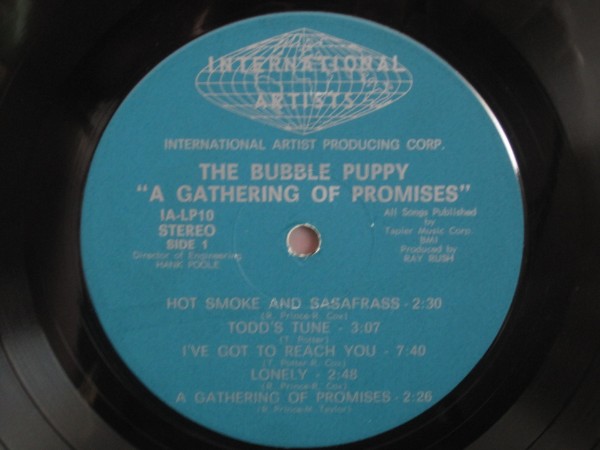 INTERNATIONAL
ARTISTS
INTERNATIONAL ARTIST PRODUCING CORP.
THE BUBBLE PUPPY
"A GATHERING OF PROMISES"
IA-LP10
STEREO
SIDE 1
Director of Engineering
HANK POOLE
All Songs Published
by
Tapier Music Corp.
BMI
Produced by
RAY RUSH
HOT SMOKE AND SASAFRASS - 2:30
(R. Prince-R. Cox)
TODD'S TUNE - 3:07
(T. Potter)
I'VE GOT TO REACH YOU - 7:40
(T. Potter-R. Cox)
LONELY - 2:48
(R. Prince-R. Cox)
A GATHERING OF PROMISES - 2:26
(R. Prince-M. Taylor)